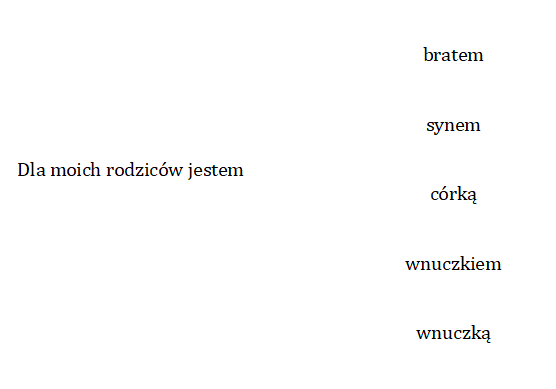 bratem
synem
Dla moich rodziców jestem
córką
wnuczkiem
wnuczką